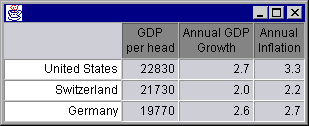 GDP per head Annual GDP Growth Annual Inflation
United States 22830 2.7 3.3
Switzerland 21730 2.0 2.2
Germany 19770 2.6 2.7